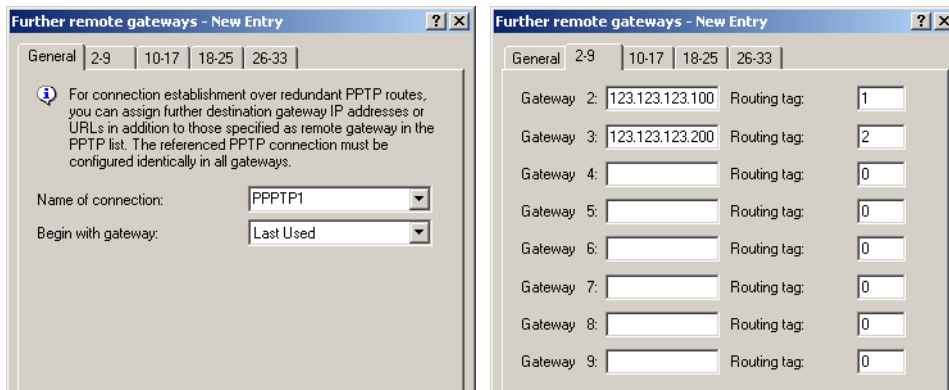 Further remote gateways - New Entry
General 2-9 10-17 18-25 26-33
For connection establishment over redundant PPTP routes,
you can assign further destination gateway IP addresses or
URLs in addition to those specified as remote gateway in the
PPTP list. The referenced PPTP connection must be
configured identically in all gateways.
Name of connection: PPPTP1
Begin with gateway: Last Used
Further remote gateways - New Entry
General 2-9 10-17 18-25 26-33
Gateway 2: 123.123.123.100 Routing tag: 1
Gateway 3: 123.123.123.200 Routing tag: 2
Gateway 4: Routing tag: 0
Gateway 5: Routing tag: 0
Gateway 6: Routing tag: 0
Gateway 7: Routing tag: 0
Gateway 8: Routing tag: 0
Gateway 9: Routing tag: 0